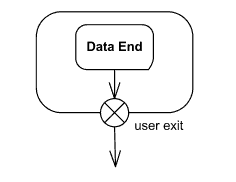 Data End
user exit